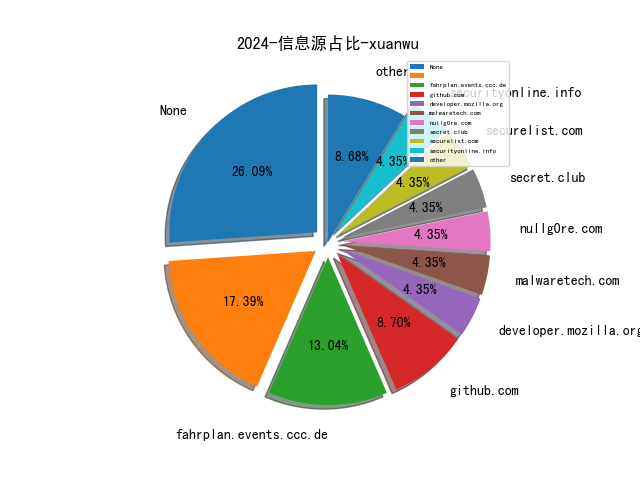 2024-信息源占比-xuanwu
None
other
securityonline.info
securelist.com
secret.club
nullg0re.com
malwaretech.com
developer.mozilla.org
github.com
fahrplan.events.ccc.de
26.09%
17.39%
13.04%
8.70%
4.35%
4.35%
4.35%
4.35%
4.35%
4.35%
8.68%
None
fahrplan.events.ccc.de
github.com
developer.mozilla.org
malwaretech.com
nullg0re.com
secret.club
securelist.com
securityonline.info
other